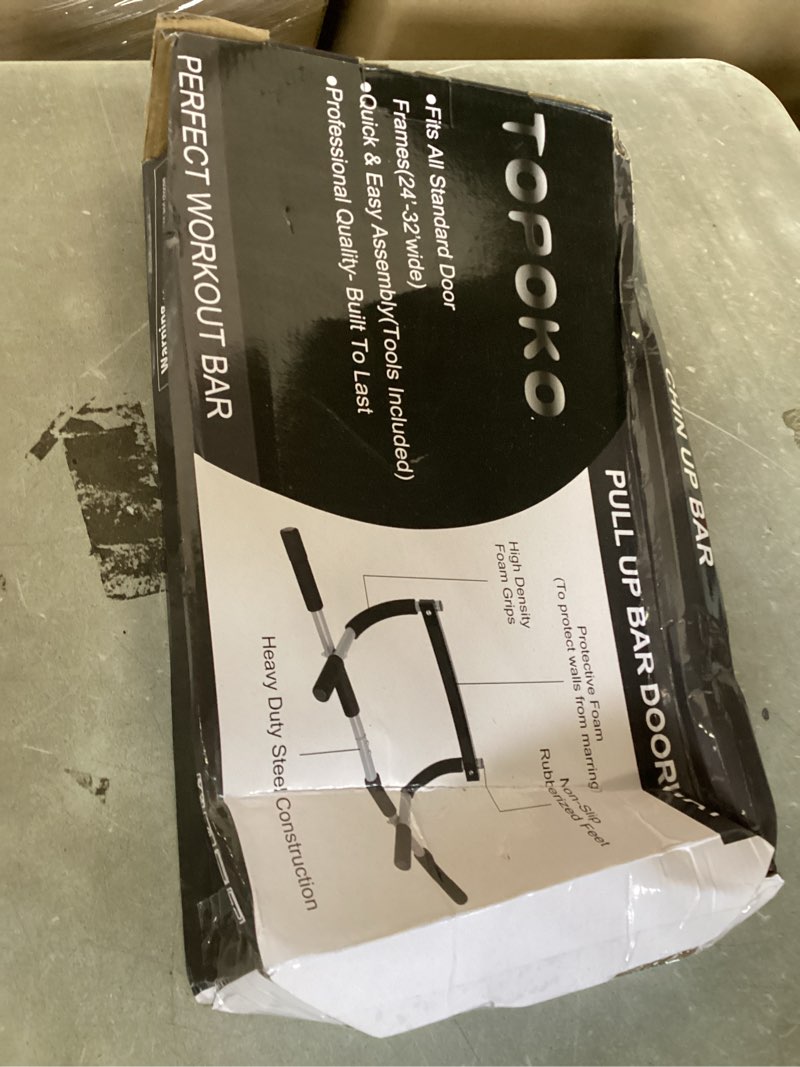 CHIN UP BAR
TOPOKO
PULL UP BAR
●Fits All Standard Door
Frames(24'-32'wide)
●Quick & Easy Assembly(Tools Included)
●Professional Quality- Built To Last
Protective Foam
(To protect walls from marring)
Non-Slip
Rubberized Feet
High Density
Foam Grips
Heavy Duty Steel Construction
PERFECT WORKOUT BAR
Warning